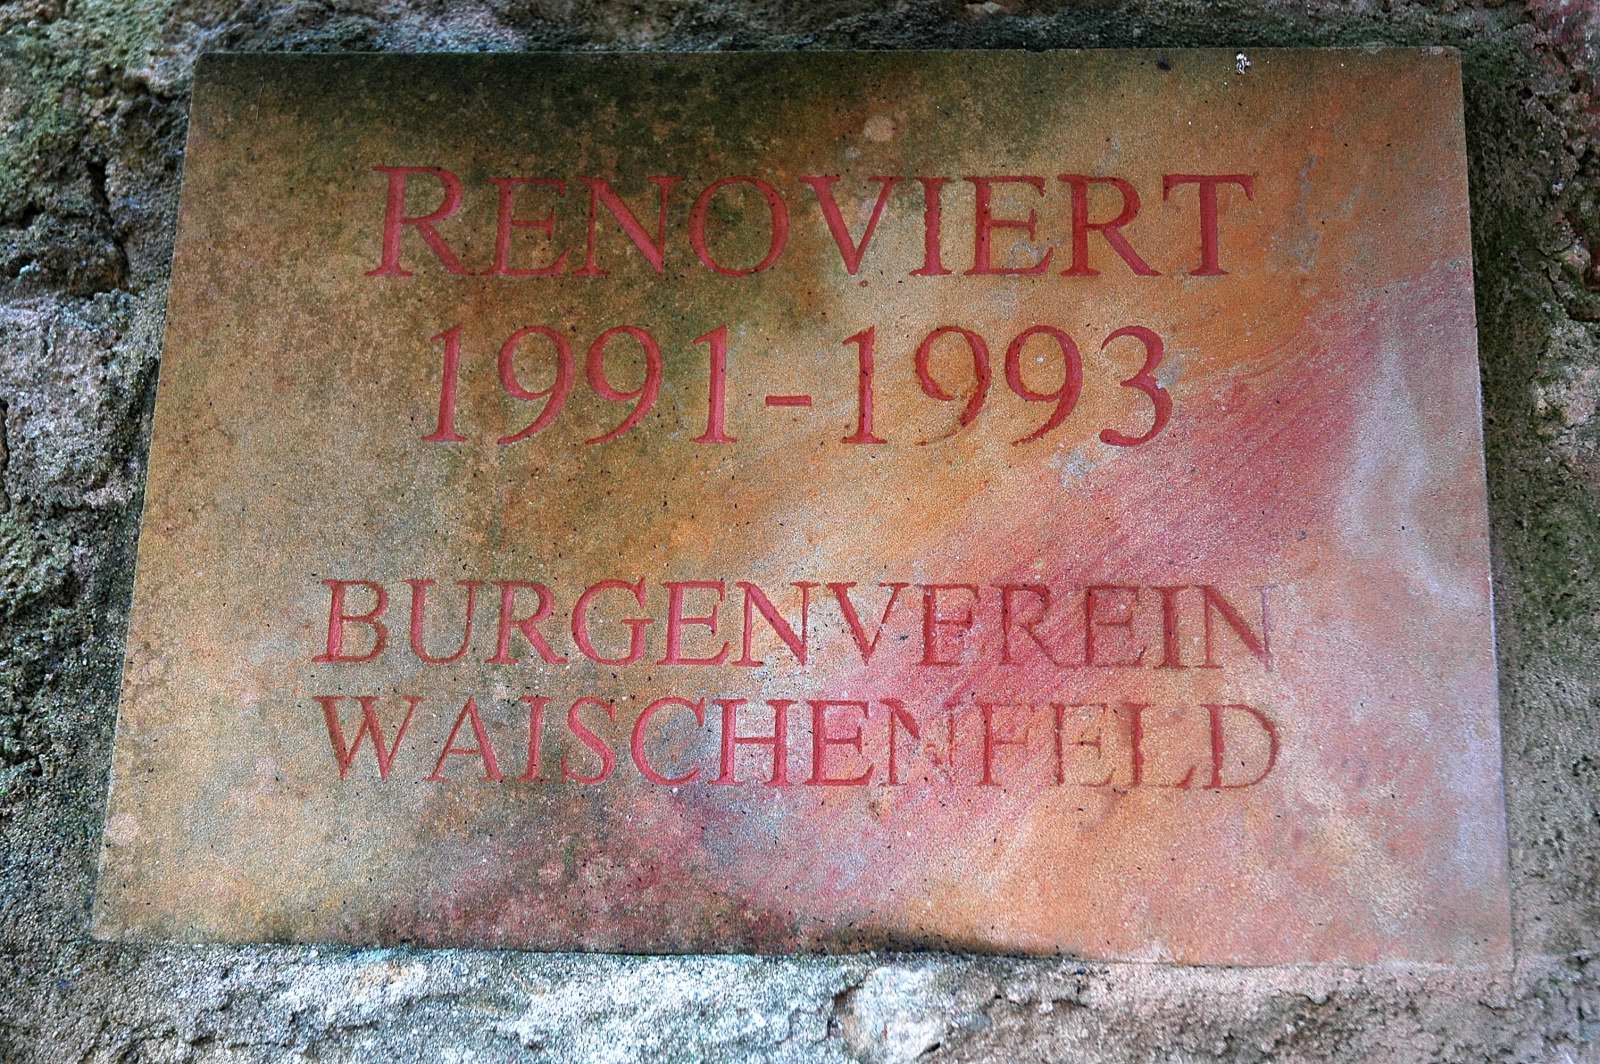 RENOVIERT
1991-1993
BURGENVEREIN
WAISCHENFELD